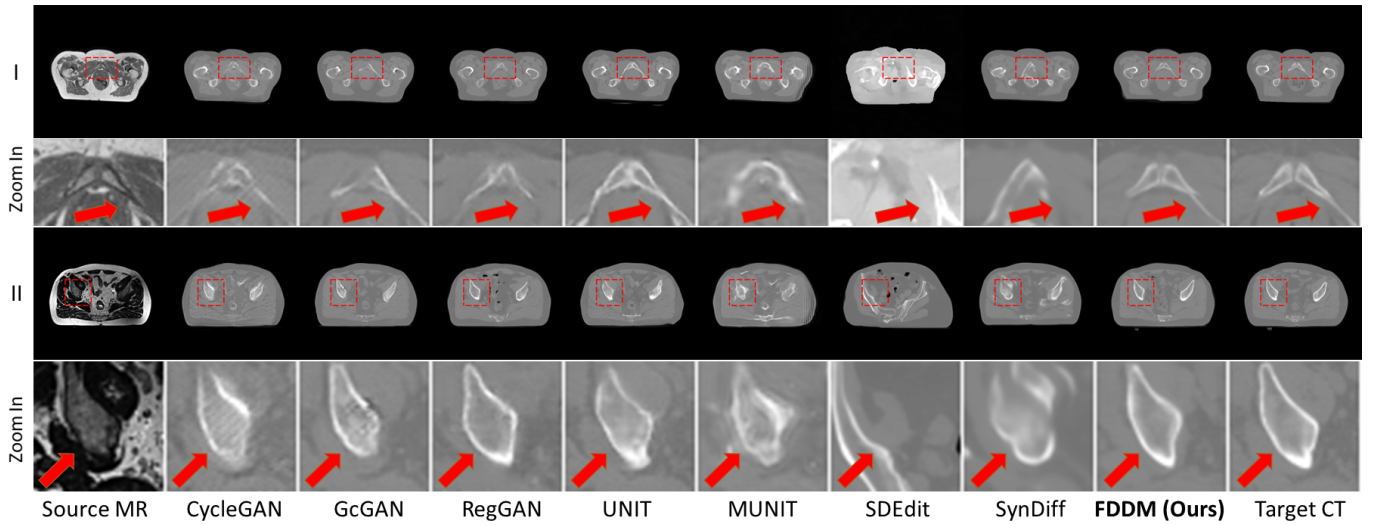 I
Zoom In
II
Zoom In
Source MR CycleGAN GcGAN RegGAN UNIT MUNIT SDEdit SynDiff FDDM (Ours) Target CT